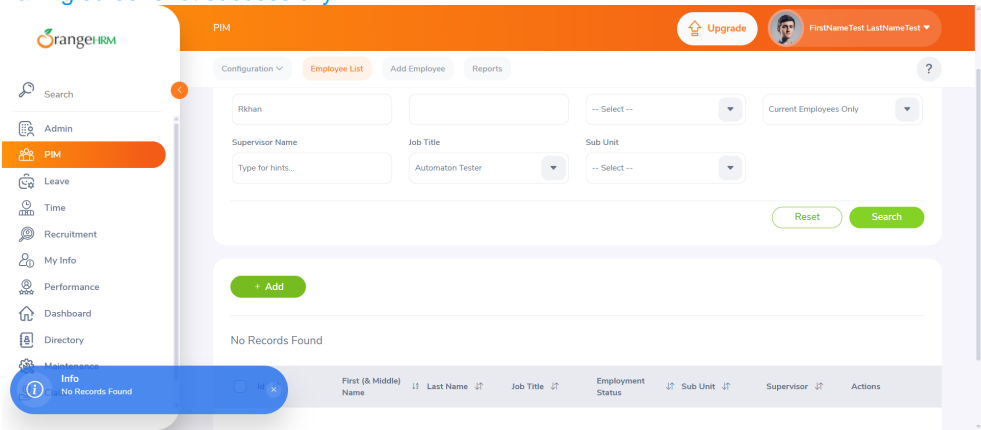 PIM
Upgrade
FirstNameTest LastNameTest
OrangeHRM
Configuration
Employee List
Add Employee
Reports
?
Search
Rkhan
-- Select --
Current Employees Only
Admin
Supervisor Name
Job Title
Sub Unit
PIM
Type for hints...
Automaton Tester
-- Select --
Leave
Time
Reset
Search
Recruitment
My Info
Performance
+ Add
Dashboard
Directory
No Records Found
Maintenance
Info
No Records Found
Id
First (& Middle)
Name
Last Name
Job Title
Employment
Status
Sub Unit
Supervisor
Actions